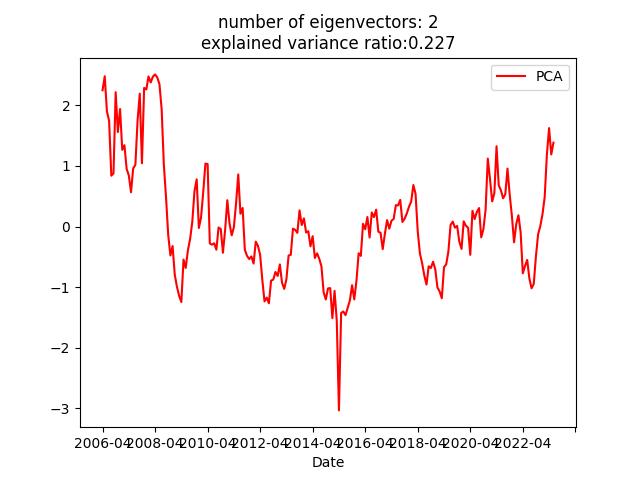 number of eigenvectors: 2
explained variance ratio:0.227
PCA
2
1
0
−1
−2
−3
2006-04 2008-04 2010-04 2012-04 2014-04 2016-04 2018-04 2020-04 2022-04
Date